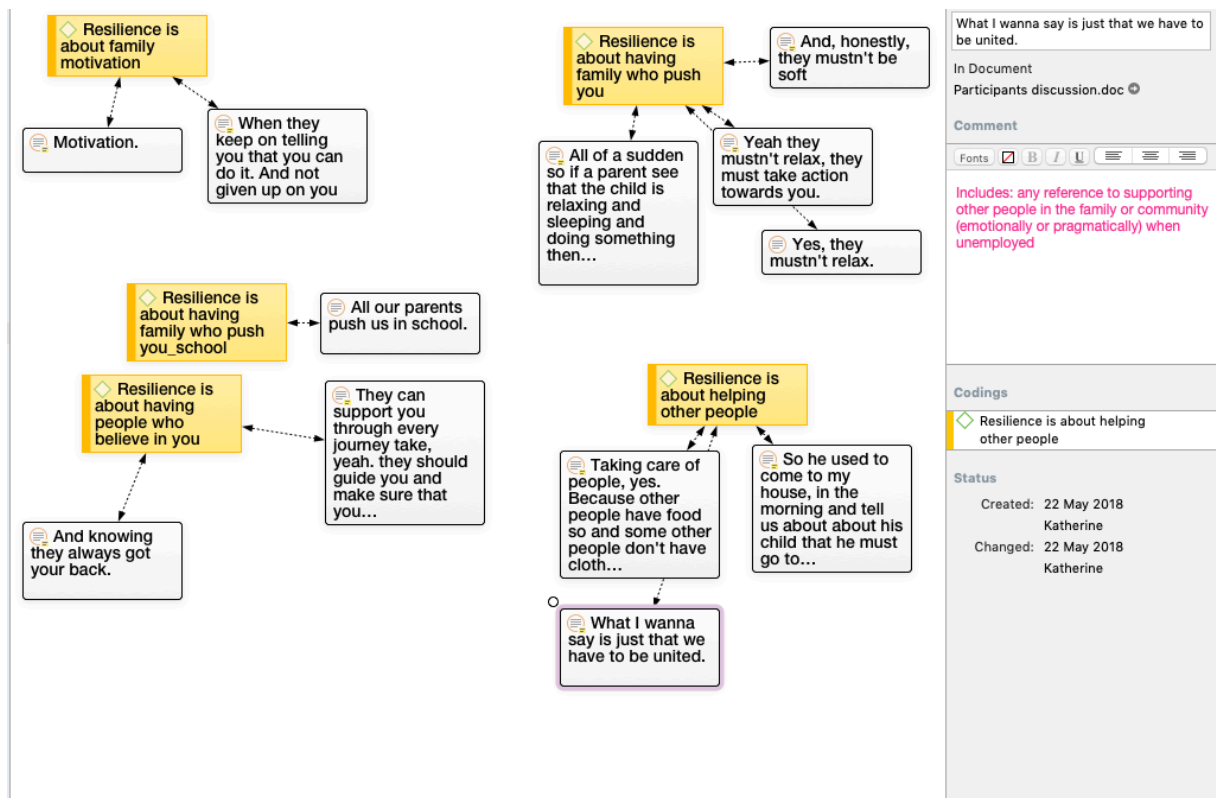 Resilience is
about family
motivation
Motivation.
When they
keep on telling
you that you can
do it. And not
given up on you
Resilience is
about having
family who push
you
And, honestly,
they mustn't be
soft
All of a sudden
so if a parent see
that the child is
relaxing and
sleeping and
doing something
then...
Yeah they
mustn't relax, they
must take action
towards you.
Yes, they
mustn't relax.
Resilience is
about having
family who push
you_school
All our parents
push us in school.
Resilience is
about having
people who
believe in you
They can
support you
through every
journey take,
yeah. they should
guide you and
make sure that
you...
And knowing
they always got
your back.
Resilience is
about helping
other people
Taking care of
people, yes.
Because other
people have food
so and some other
people don't have
cloth...
So he used to
come to my
house, in the
morning and tell
us about about his
child that he must
go to...
What I wanna
say is just that we
have to be united.
What I wanna say is just that we have to
be united.
In Document
Participants discussion.doc
Comment
Fonts B I U
Includes: any reference to supporting
other people in the family or community
(emotionally or pragmatically) when
unemployed
Codings
Resilience is about helping
other people
Status
Created: 22 May 2018
Katherine
Changed: 22 May 2018
Katherine